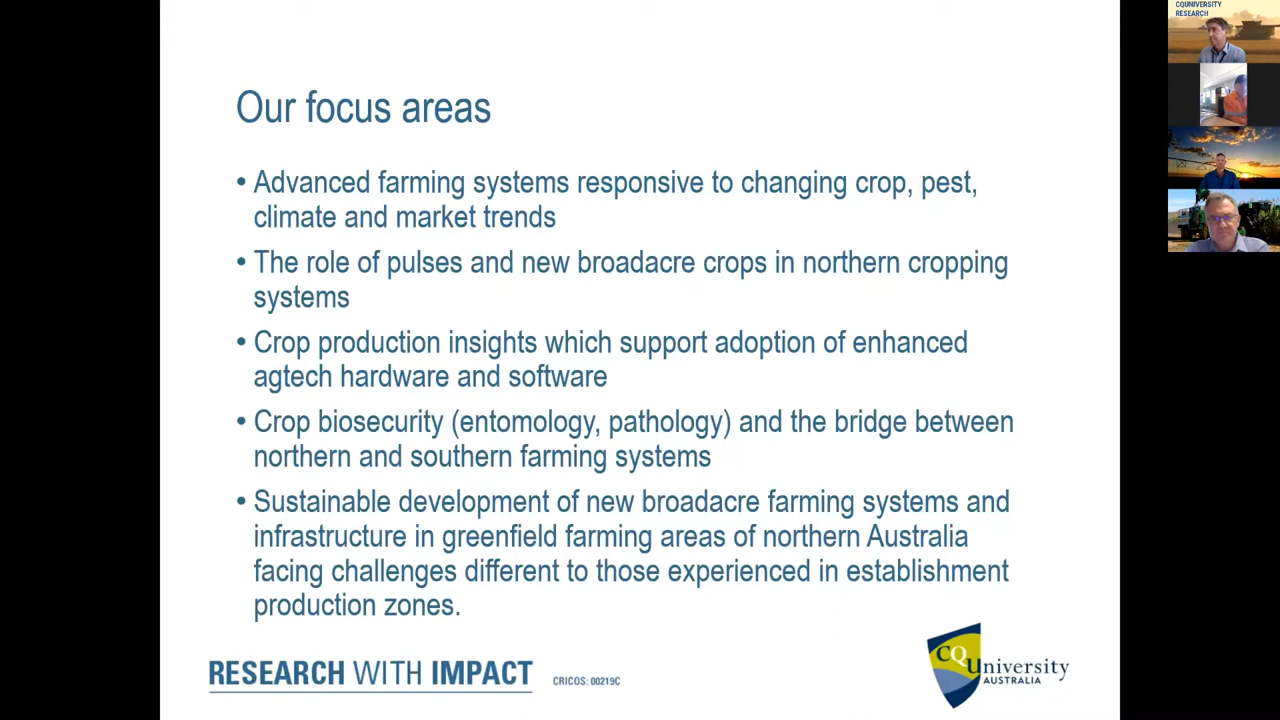 CQUNIVERSITY
RESEARCH
Our focus areas
• Advanced farming systems responsive to changing crop, pest,
climate and market trends
• The role of pulses and new broadacre crops in northern cropping
systems
• Crop production insights which support adoption of enhanced
agtech hardware and software
• Crop biosecurity (entomology, pathology) and the bridge between
northern and southern farming systems
• Sustainable development of new broadacre farming systems and
infrastructure in greenfield farming areas of northern Australia
facing challenges different to those experienced in establishment
production zones.
RESEARCH WITH IMPACT
CRICOS: 00219C
CQUniversity
AUSTRALIA